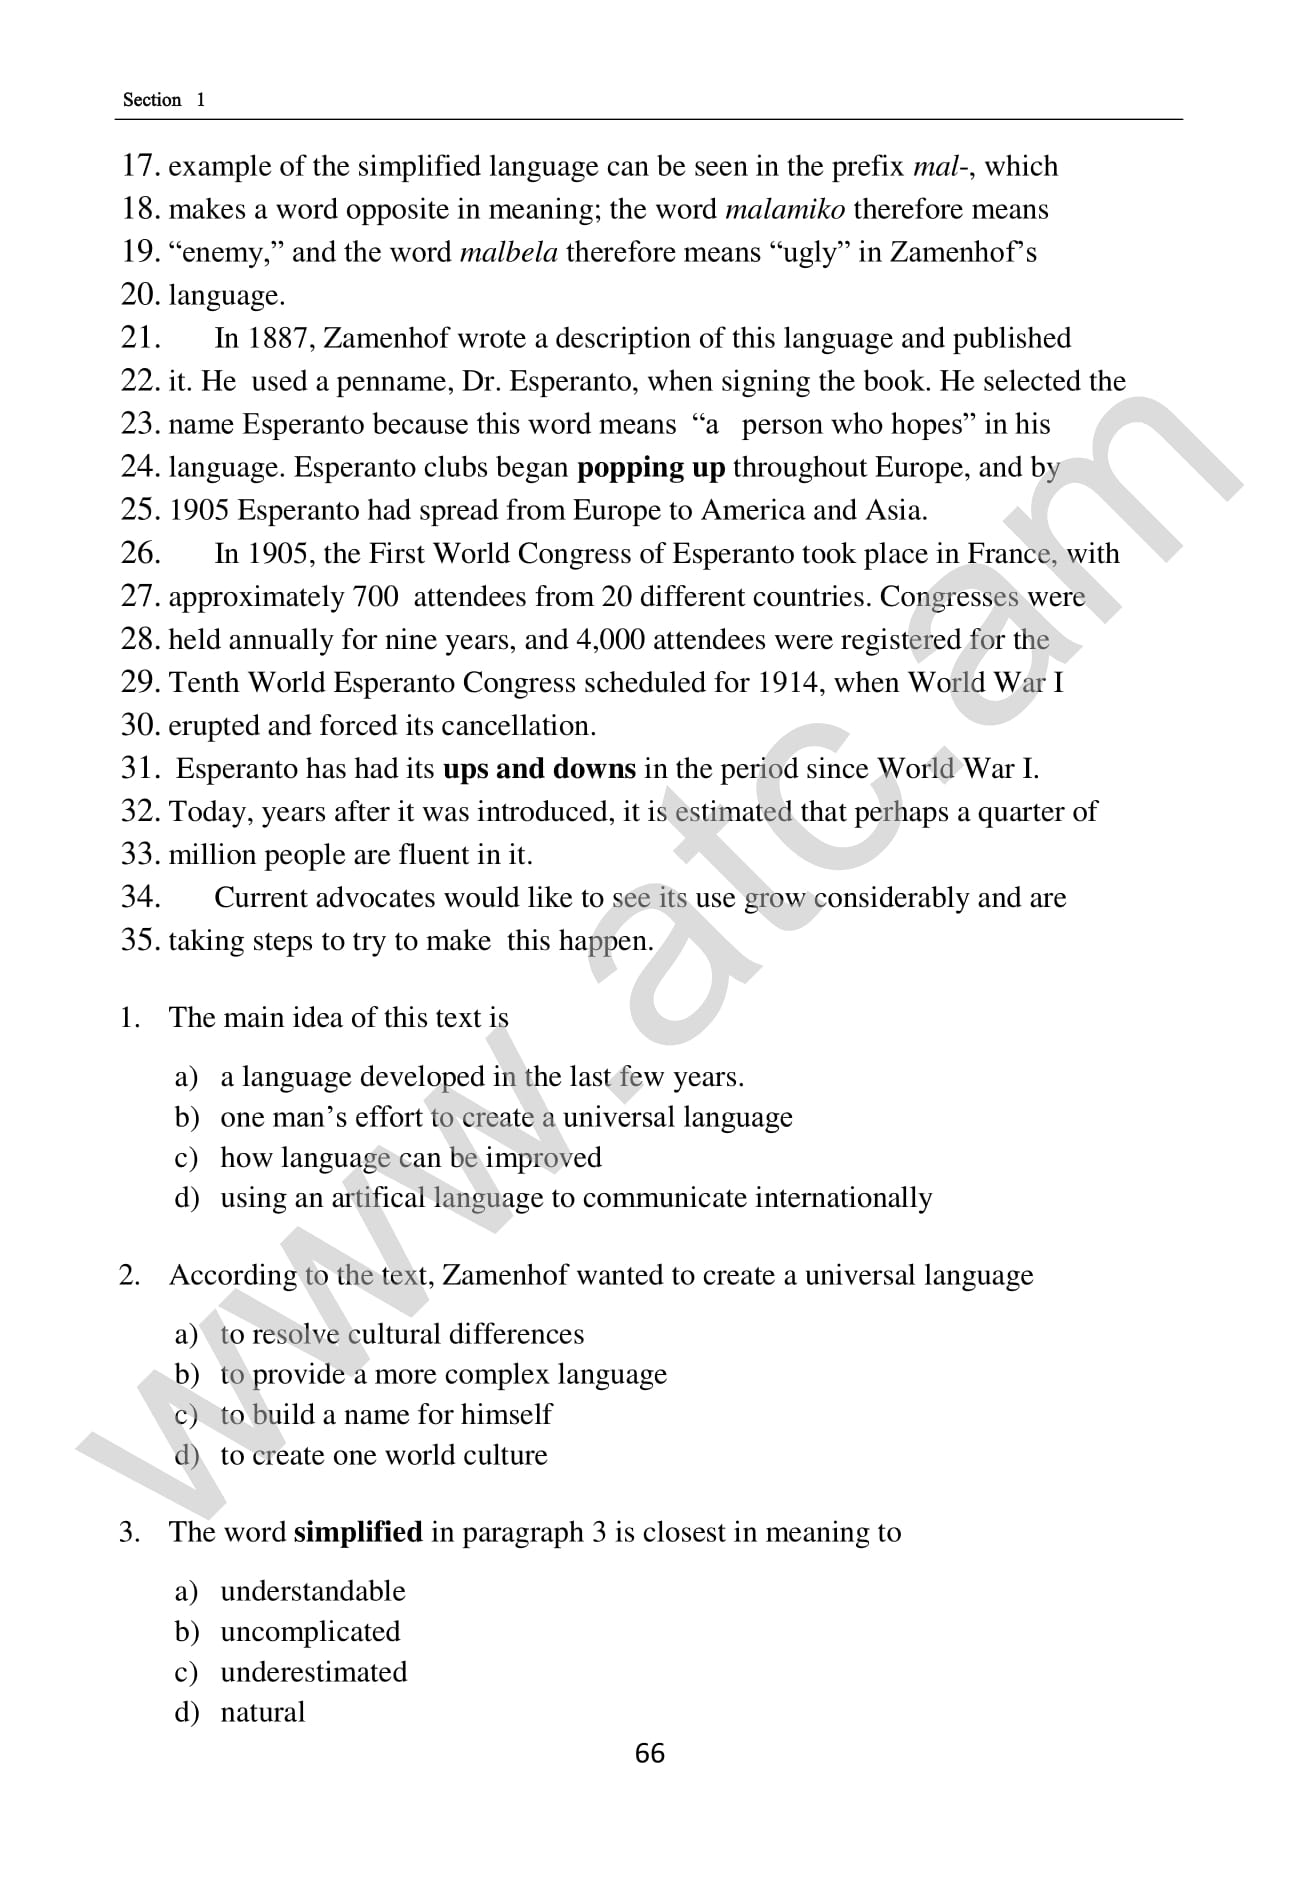 Section 1
17. example of the simplified language can be seen in the prefix mal-, which
18. makes a word opposite in meaning; the word malamiko therefore means
19. “enemy,” and the word malbela therefore means “ugly” in Zamenhof’s
20. language.
21. In 1887, Zamenhof wrote a description of this language and published
22. it. He used a penname, Dr. Esperanto, when signing the book. He selected the
23. name Esperanto because this word means “a person who hopes” in his
24. language. Esperanto clubs began popping up throughout Europe, and by
25. 1905 Esperanto had spread from Europe to America and Asia.
26. In 1905, the First World Congress of Esperanto took place in France, with
27. approximately 700 attendees from 20 different countries. Congresses were
28. held annually for nine years, and 4,000 attendees were registered for the
29. Tenth World Esperanto Congress scheduled for 1914, when World War I
30. erupted and forced its cancellation.
31. Esperanto has had its ups and downs in the period since World War I.
32. Today, years after it was introduced, it is estimated that perhaps a quarter of
33. million people are fluent in it.
34. Current advocates would like to see its use grow considerably and are
35. taking steps to try to make this happen.
1. The main idea of this text is
a) a language developed in the last few years.
b) one man’s effort to create a universal language
c) how language can be improved
d) using an artifical language to communicate internationally
2. According to the text, Zamenhof wanted to create a universal language
a) to resolve cultural differences
b) to provide a more complex language
c) to build a name for himself
d) to create one world culture
3. The word simplified in paragraph 3 is closest in meaning to
a) understandable
b) uncomplicated
c) underestimated
d) natural
66
www.atc.am